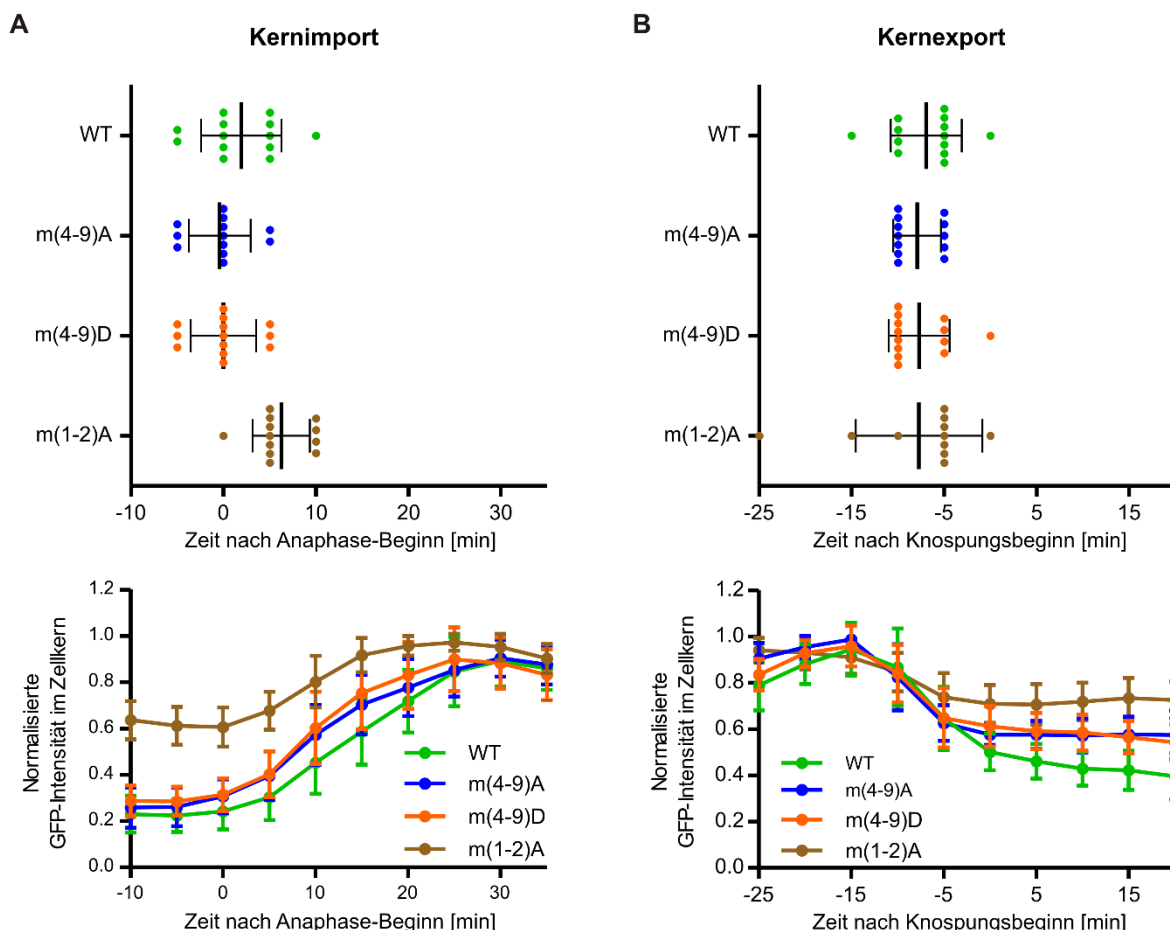 A
Kernimport
WT
m(4-9)A
m(4-9)D
m(1-2)A
-10 0 10 20 30
Zeit nach Anaphase-Beginn [min]
B
Kernexport
WT
m(4-9)A
m(4-9)D
m(1-2)A
-25 -15 -5 5 15
Zeit nach Knospungsbeginn [min]
Normalisierte
GFP-Intensität im Zellkern
1.2
1.0
0.8
0.6
0.4
0.2
0.0
WT
m(4-9)A
m(4-9)D
m(1-2)A
-10 0 10 20 30
Zeit nach Anaphase-Beginn [min]
Normalisierte
GFP-Intensität im Zellkern
1.2
1.0
0.8
0.6
0.4
0.2
0.0
WT
m(4-9)A
m(4-9)D
m(1-2)A
-25 -15 -5 5 15
Zeit nach Knospungsbeginn [min]